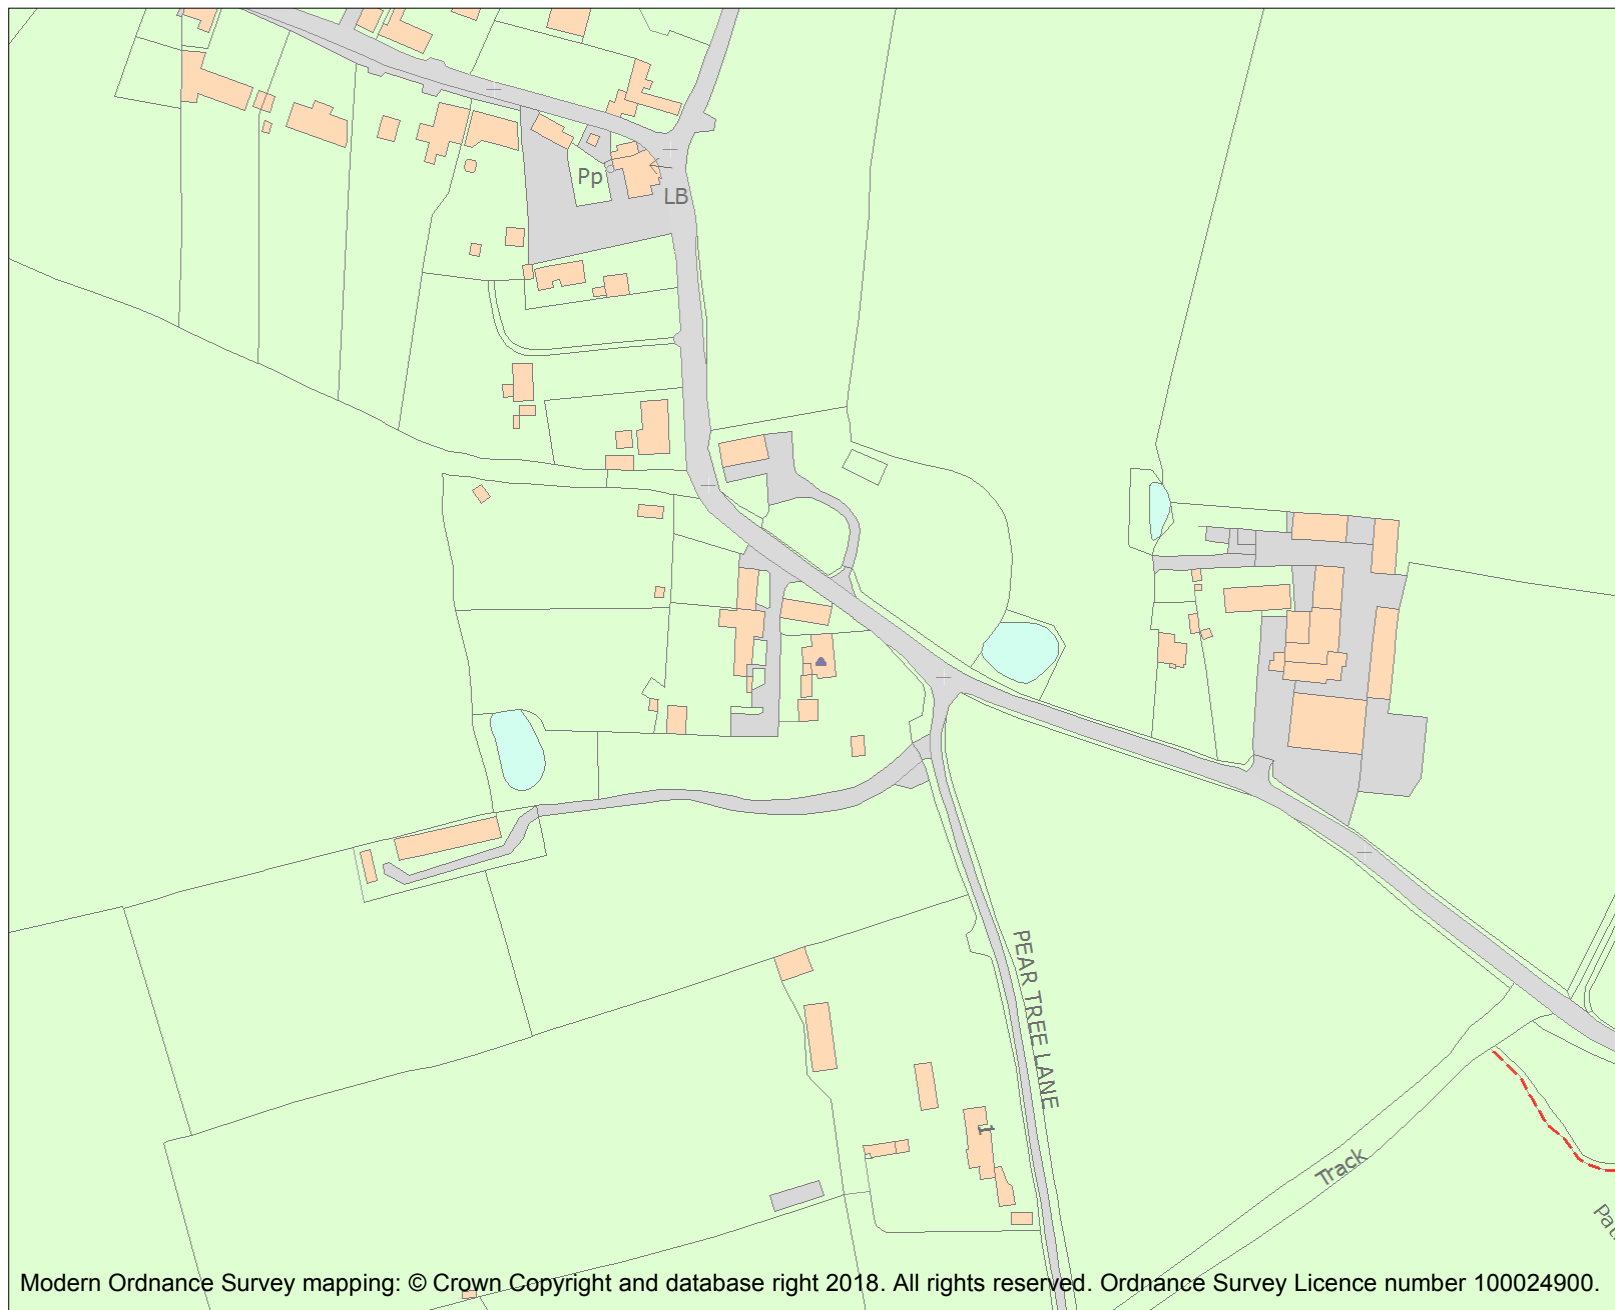 Pp
LB
PEAR TREE LANE
1
Track
Modern Ordnance Survey mapping: © Crown Copyright and database right 2018. All rights reserved. Ordnance Survey Licence number 100024900.